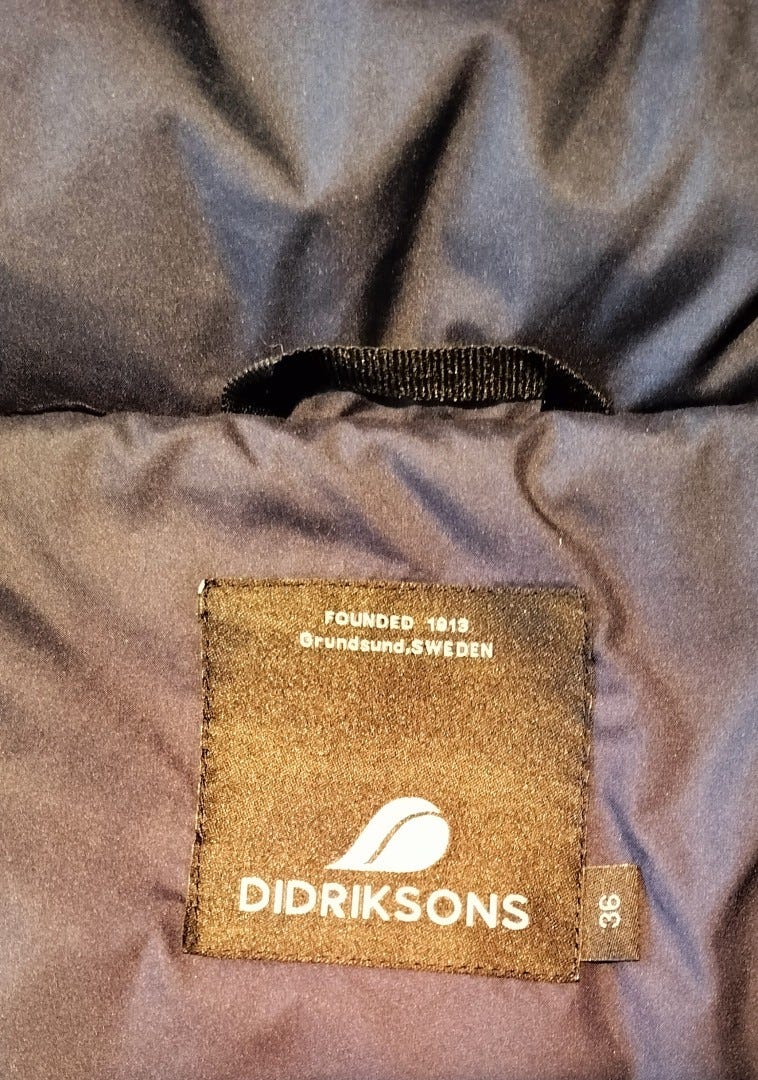 FOUNDED 1913
Grundsund,SWEDEN
DIDRIKSONS
36